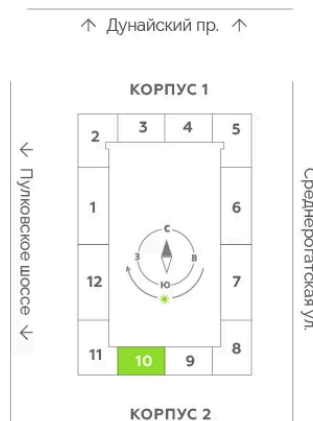 ↑ Дунайский пр. ↑
КОРПУС 1
2 3 4 5
← Пулковское шоссе →
1 6
С
З В
Ю
12 7
Среднерогатская ул.
11 10 9 8
КОРПУС 2